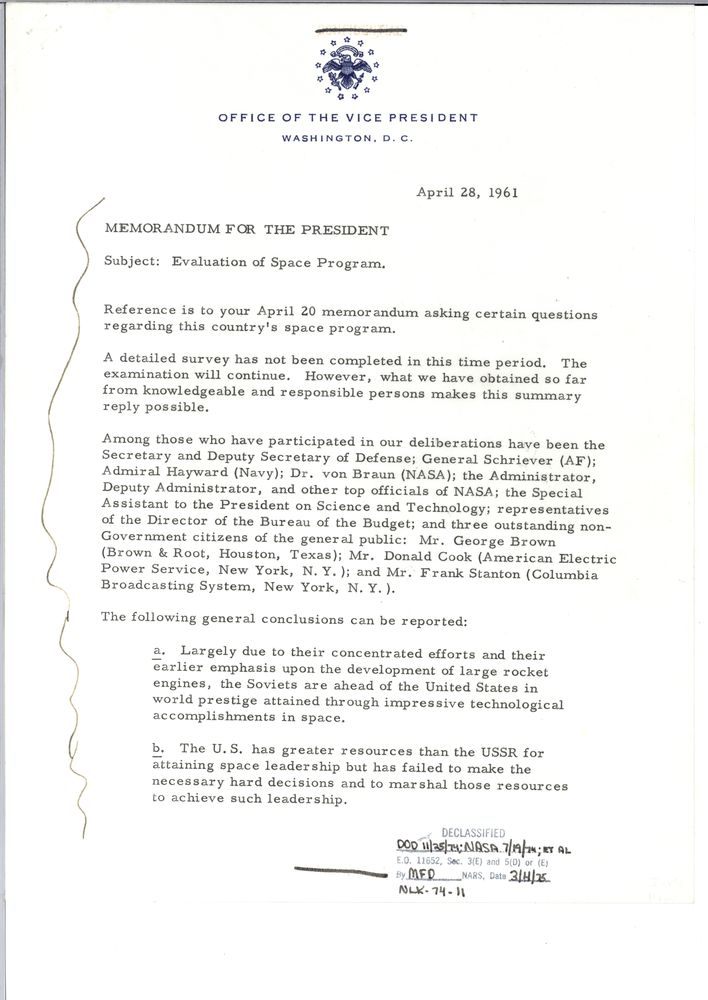 OFFICE OF THE VICE PRESIDENT
WASHINGTON, D. C.
April 28, 1961
MEMORANDUM FOR THE PRESIDENT
Subject: Evaluation of Space Program.
Reference is to your April 20 memorandum asking certain questions
regarding this country's space program.
A detailed survey has not been completed in this time period. The
examination will continue. However, what we have obtained so far
from knowledgeable and responsible persons makes this summary
reply possible.
Among those who have participated in our deliberations have been the
Secretary and Deputy Secretary of Defense; General Schriever (AF);
Admiral Hayward (Navy); Dr. von Braun (NASA); the Administrator,
Deputy Administrator, and other top officials of NASA; the Special
Assistant to the President on Science and Technology; representatives
of the Director of the Bureau of the Budget; and three outstanding non-
Government citizens of the general public: Mr. George Brown
(Brown & Root, Houston, Texas); Mr. Donald Cook (American Electric
Power Service, New York, N. Y. ); and Mr. Frank Stanton (Columbia
Broadcasting System, New York, N. Y. ).
The following general conclusions can be reported:
a. Largely due to their concentrated efforts and their
earlier emphasis upon the development of large rocket
engines, the Soviets are ahead of the United States in
world prestige attained through impressive technological
accomplishments in space.
b. The U. S. has greater resources than the USSR for
attaining space leadership but has failed to make the
necessary hard decisions and to marshal those resources
to achieve such leadership.
DECLASSIFIED
DOD 11/25/74; NASA 7/19/74; ET AL
E.O. 11652, Sec. 3(E) and 5(D) or (E)
By MFD NARS, Date 3/4/75
NLK-74-11